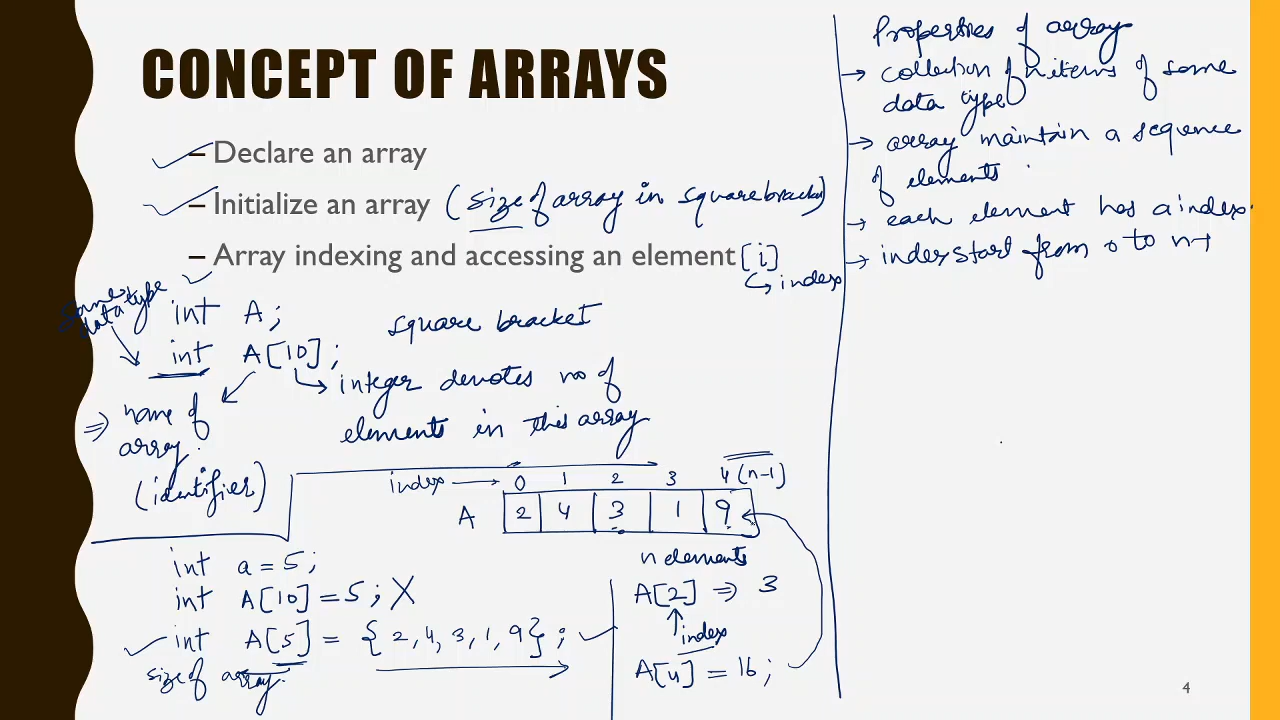 CONCEPT OF ARRAYS
– Declare an array
– Initialize an array (size of array in square bracket)
– Array indexing and accessing an element [i]
↳ index
same data type
int A;
square bracket
int A[10];
↳ integer denotes no of
elements in this array
⇒ name of
array.
(identifier)
index → 0 1 2 3 4 (n-1)
A 2 4 3 1 9
n elements
int a = 5;
int A[10] = 5; X
int A[5] = {2, 4, 3, 1, 9};
size of array.
A[2] ⇒ 3
↑ index
A[4] = 16;
Properties of array
→ collection of n items of same
data type
→ array maintain a sequence
of elements
→ each element has a index.
→ index start from 0 to n-1
4